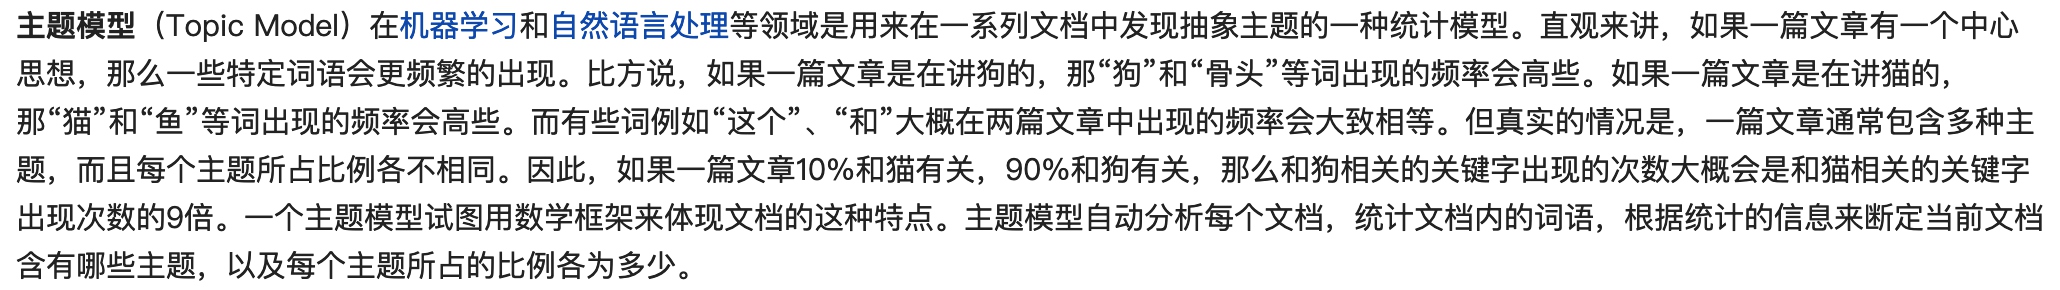 主题模型（Topic Model）在机器学习和自然语言处理等领域是用来在一系列文档中发现抽象主题的一种统计模型。直观来讲，如果一篇文章有一个中心
思想，那么一些特定词语会更频繁的出现。比方说，如果一篇文章是在讲狗的，那“狗”和“骨头”等词出现的频率会高些。如果一篇文章是在讲猫的，
那“猫”和“鱼”等词出现的频率会高些。而有些词例如“这个”、“和”大概在两篇文章中出现的频率会大致相等。但真实的情况是，一篇文章通常包含多种主
题，而且每个主题所占比例各不相同。因此，如果一篇文章10%和猫有关，90%和狗有关，那么和狗相关的关键字出现的次数大概会是和猫相关的关键字
出现次数的9倍。一个主题模型试图用数学框架来体现文档的这种特点。主题模型自动分析每个文档，统计文档内的词语，根据统计的信息来断定当前文档
含有哪些主题，以及每个主题所占的比例各为多少。